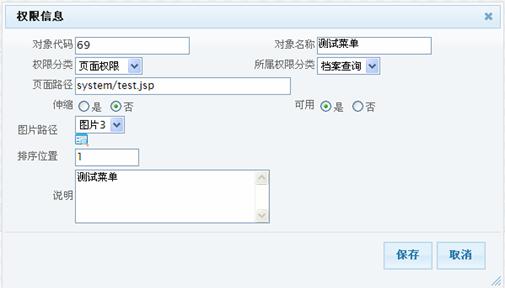 权限信息
对象代码 69 对象名称 测试菜单
权限分类 页面权限 所属权限分类 档案查询
页面路径 system/test.jsp
伸缩 是 否 可用 是 否
图片路径 图片3
排序位置 1
说明 测试菜单
保存 取消